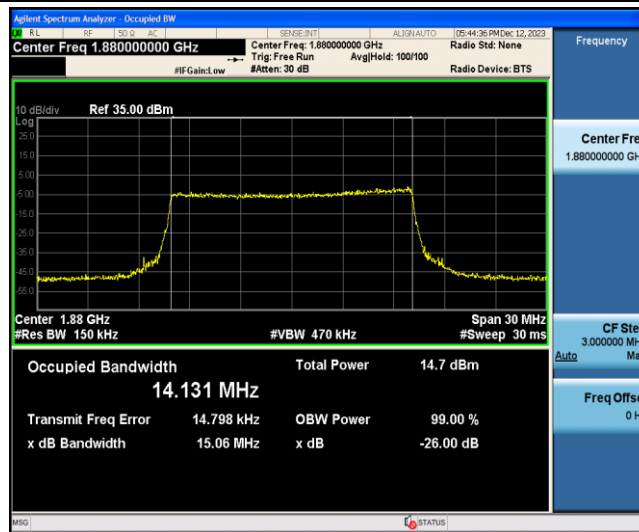 Agilent Spectrum Analyzer - Occupied BW
RL RF 50 Ω AC SENSE:INT ALIGNAUTO 05:44:36 PM Dec 12, 2023
Center Freq 1.880000000 GHz
Center Freq: 1.880000000 GHz
Radio Std: None
Trig: Free Run Avg|Hold: 100/100
#IFGain:Low #Atten: 30 dB Radio Device: BTS
Frequency
10 dB/div Ref 35.00 dBm
Log
25.0
15.0
5.00
-5.00
-15.0
-25.0
-35.0
-45.0
-55.0
Center 1.88 GHz Span 30 MHz
#Res BW 150 kHz #VBW 470 kHz #Sweep 30 ms
Center Fre
1.880000000 GH
CF Ste
3.000000 MH
Auto Ma
Freq Offse
0 H
Occupied Bandwidth Total Power 14.7 dBm
14.131 MHz
Transmit Freq Error 14.798 kHz OBW Power 99.00 %
x dB Bandwidth 15.06 MHz x dB -26.00 dB
MSG STATUS